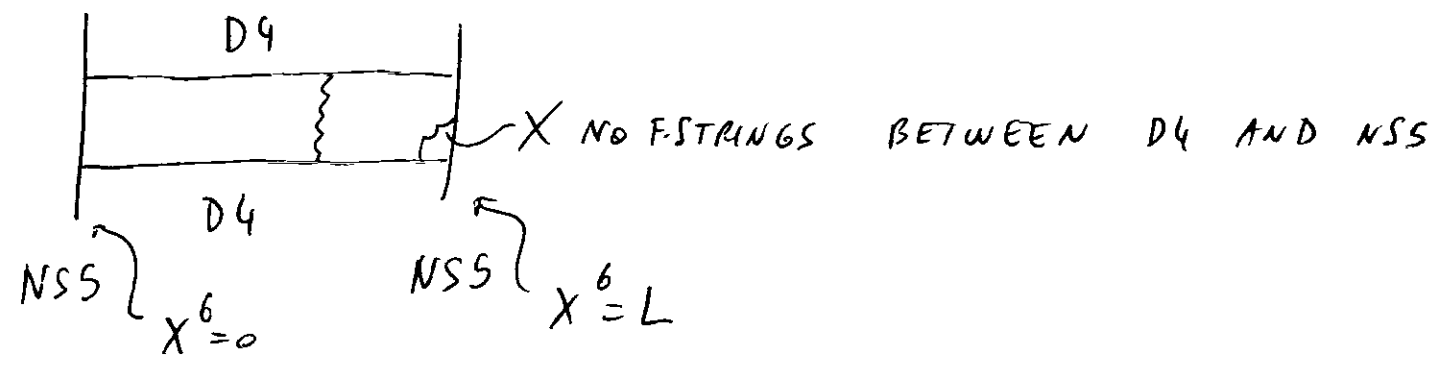 D4
X NO F-STRINGS BETWEEN D4 AND NS5
D4
NS5 NS5
X⁶=0 X⁶=L